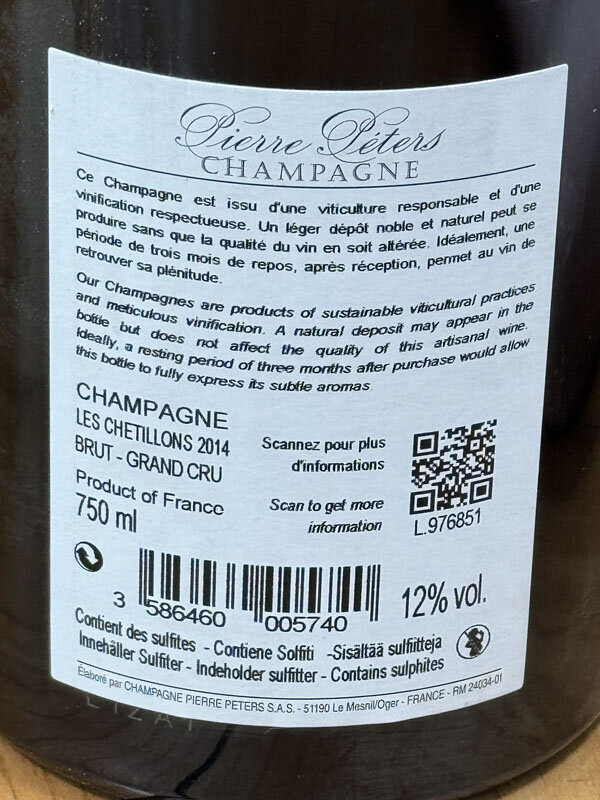 Pierre Péters
CHAMPAGNE
Ce Champagne est issu d'une viticulture responsable et d'une
vinification respectueuse. Un léger dépôt noble et naturel peut se
produire sans que la qualité du vin en soit altérée. Idéalement, une
période de trois mois de repos, après réception, permet au vin de
retrouver sa plénitude.
Our Champagnes are products of sustainable viticultural practices
and meticulous vinification. A natural deposit may appear in the
bottle but does not affect the quality of this artisanal wine.
Ideally, a resting period of three months after purchase would allow
this bottle to fully express its subtle aromas.
CHAMPAGNE
LES CHETILLONS 2014
BRUT - GRAND CRU
Product of France
750 ml
Scannez pour plus
d'informations
Scan to get more
information
L.976851
3 586460 005740
12% vol.
Contient des sulfites - Contiene Solfiti -Sisältää sulfiitteja
Innehåller Sulfiter - Indeholder sulfitter - Contains sulphites
Élaboré par CHAMPAGNE PIERRE PETERS S.A.S. - 51190 Le Mesnil/Oger - FRANCE - RM 24034-01